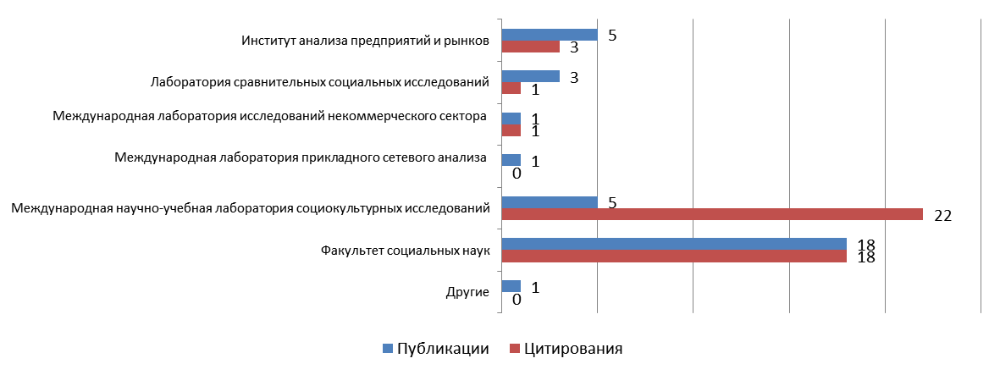 Институт анализа предприятий и рынков
5
3
Лаборатория сравнительных социальных исследований
3
1
Международная лаборатория исследований некоммерческого сектора
1
1
Международная лаборатория прикладного сетевого анализа
1
0
Международная научно-учебная лаборатория социокультурных исследований
5
22
Факультет социальных наук
18
18
Другие
1
0
Публикации Цитирования